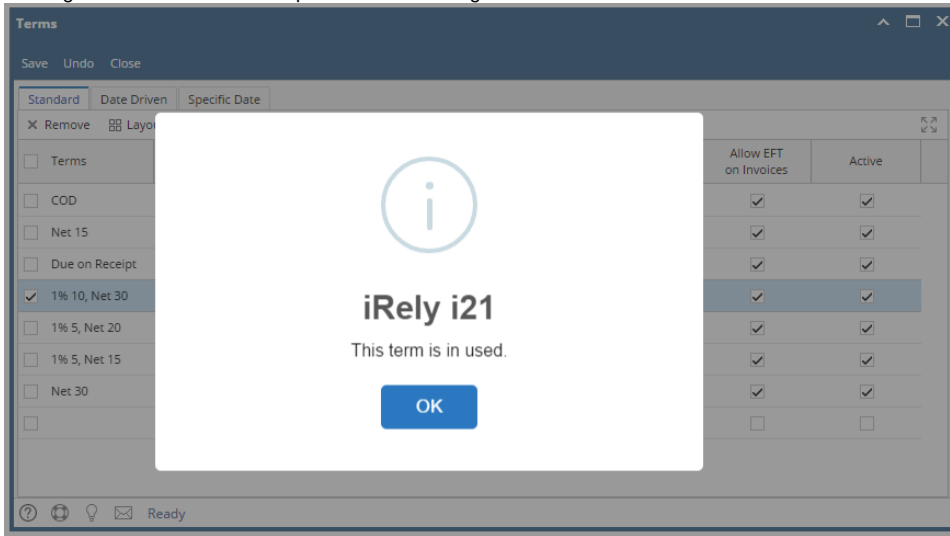 Terms
Save Undo Close
Standard Date Driven Specific Date
Remove
Terms
Allow EFT
on Invoices
Active
COD
Net 15
Due on Receipt
1% 10, Net 30
1% 5, Net 20
1% 5, Net 15
Net 30
iRely i21
This term is in used.
OK
Ready